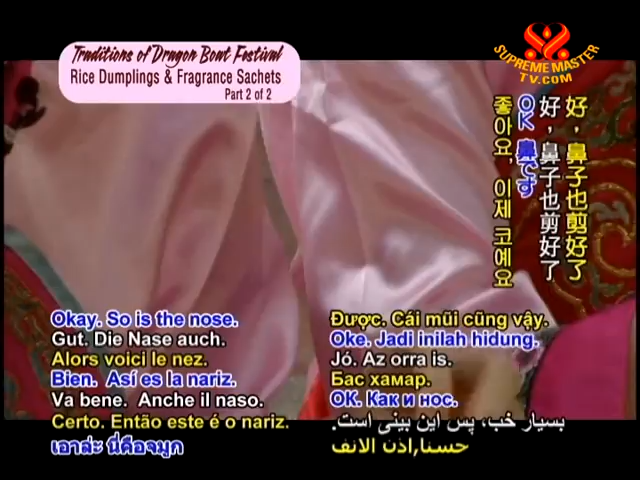 Traditions of Dragon Boat Festival
Rice Dumplings & Fragrance Sachets
Part 2 of 2
SUPREME MASTER
TV.COM
好，鼻子也剪好了
好，鼻子也剪好了
OK 鼻です
좋아요, 이제 코예요
Okay. So is the nose.
Gut. Die Nase auch.
Alors voici le nez.
Bien. Así es la nariz.
Va bene. Anche il naso.
Certo. Então este é o nariz.
เอาล่ะ นี่คือจมูก
Được. Cái mũi cũng vậy.
Oke. Jadi inilah hidung.
Jó. Az orra is.
Бас хамар.
OK. Как и нос.
بسیار خب، پس این بینی است.
حسنا,اذن الانف